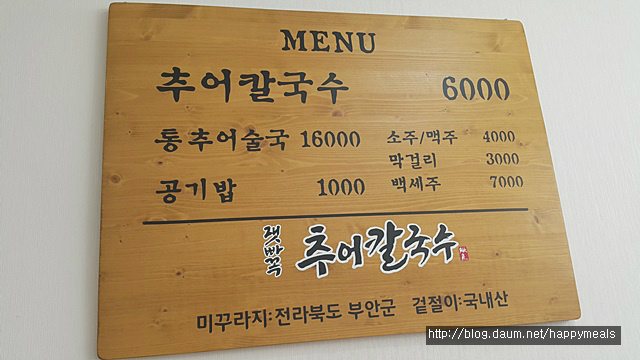 MENU
추어칼국수 6000
통추어술국 16000 소주/맥주 4000
막걸리 3000
공기밥 1000 백세주 7000
추어칼국수
미꾸라지:전라북도 부안군 겉절이:국내산
http://blog.daum.net/happymeals